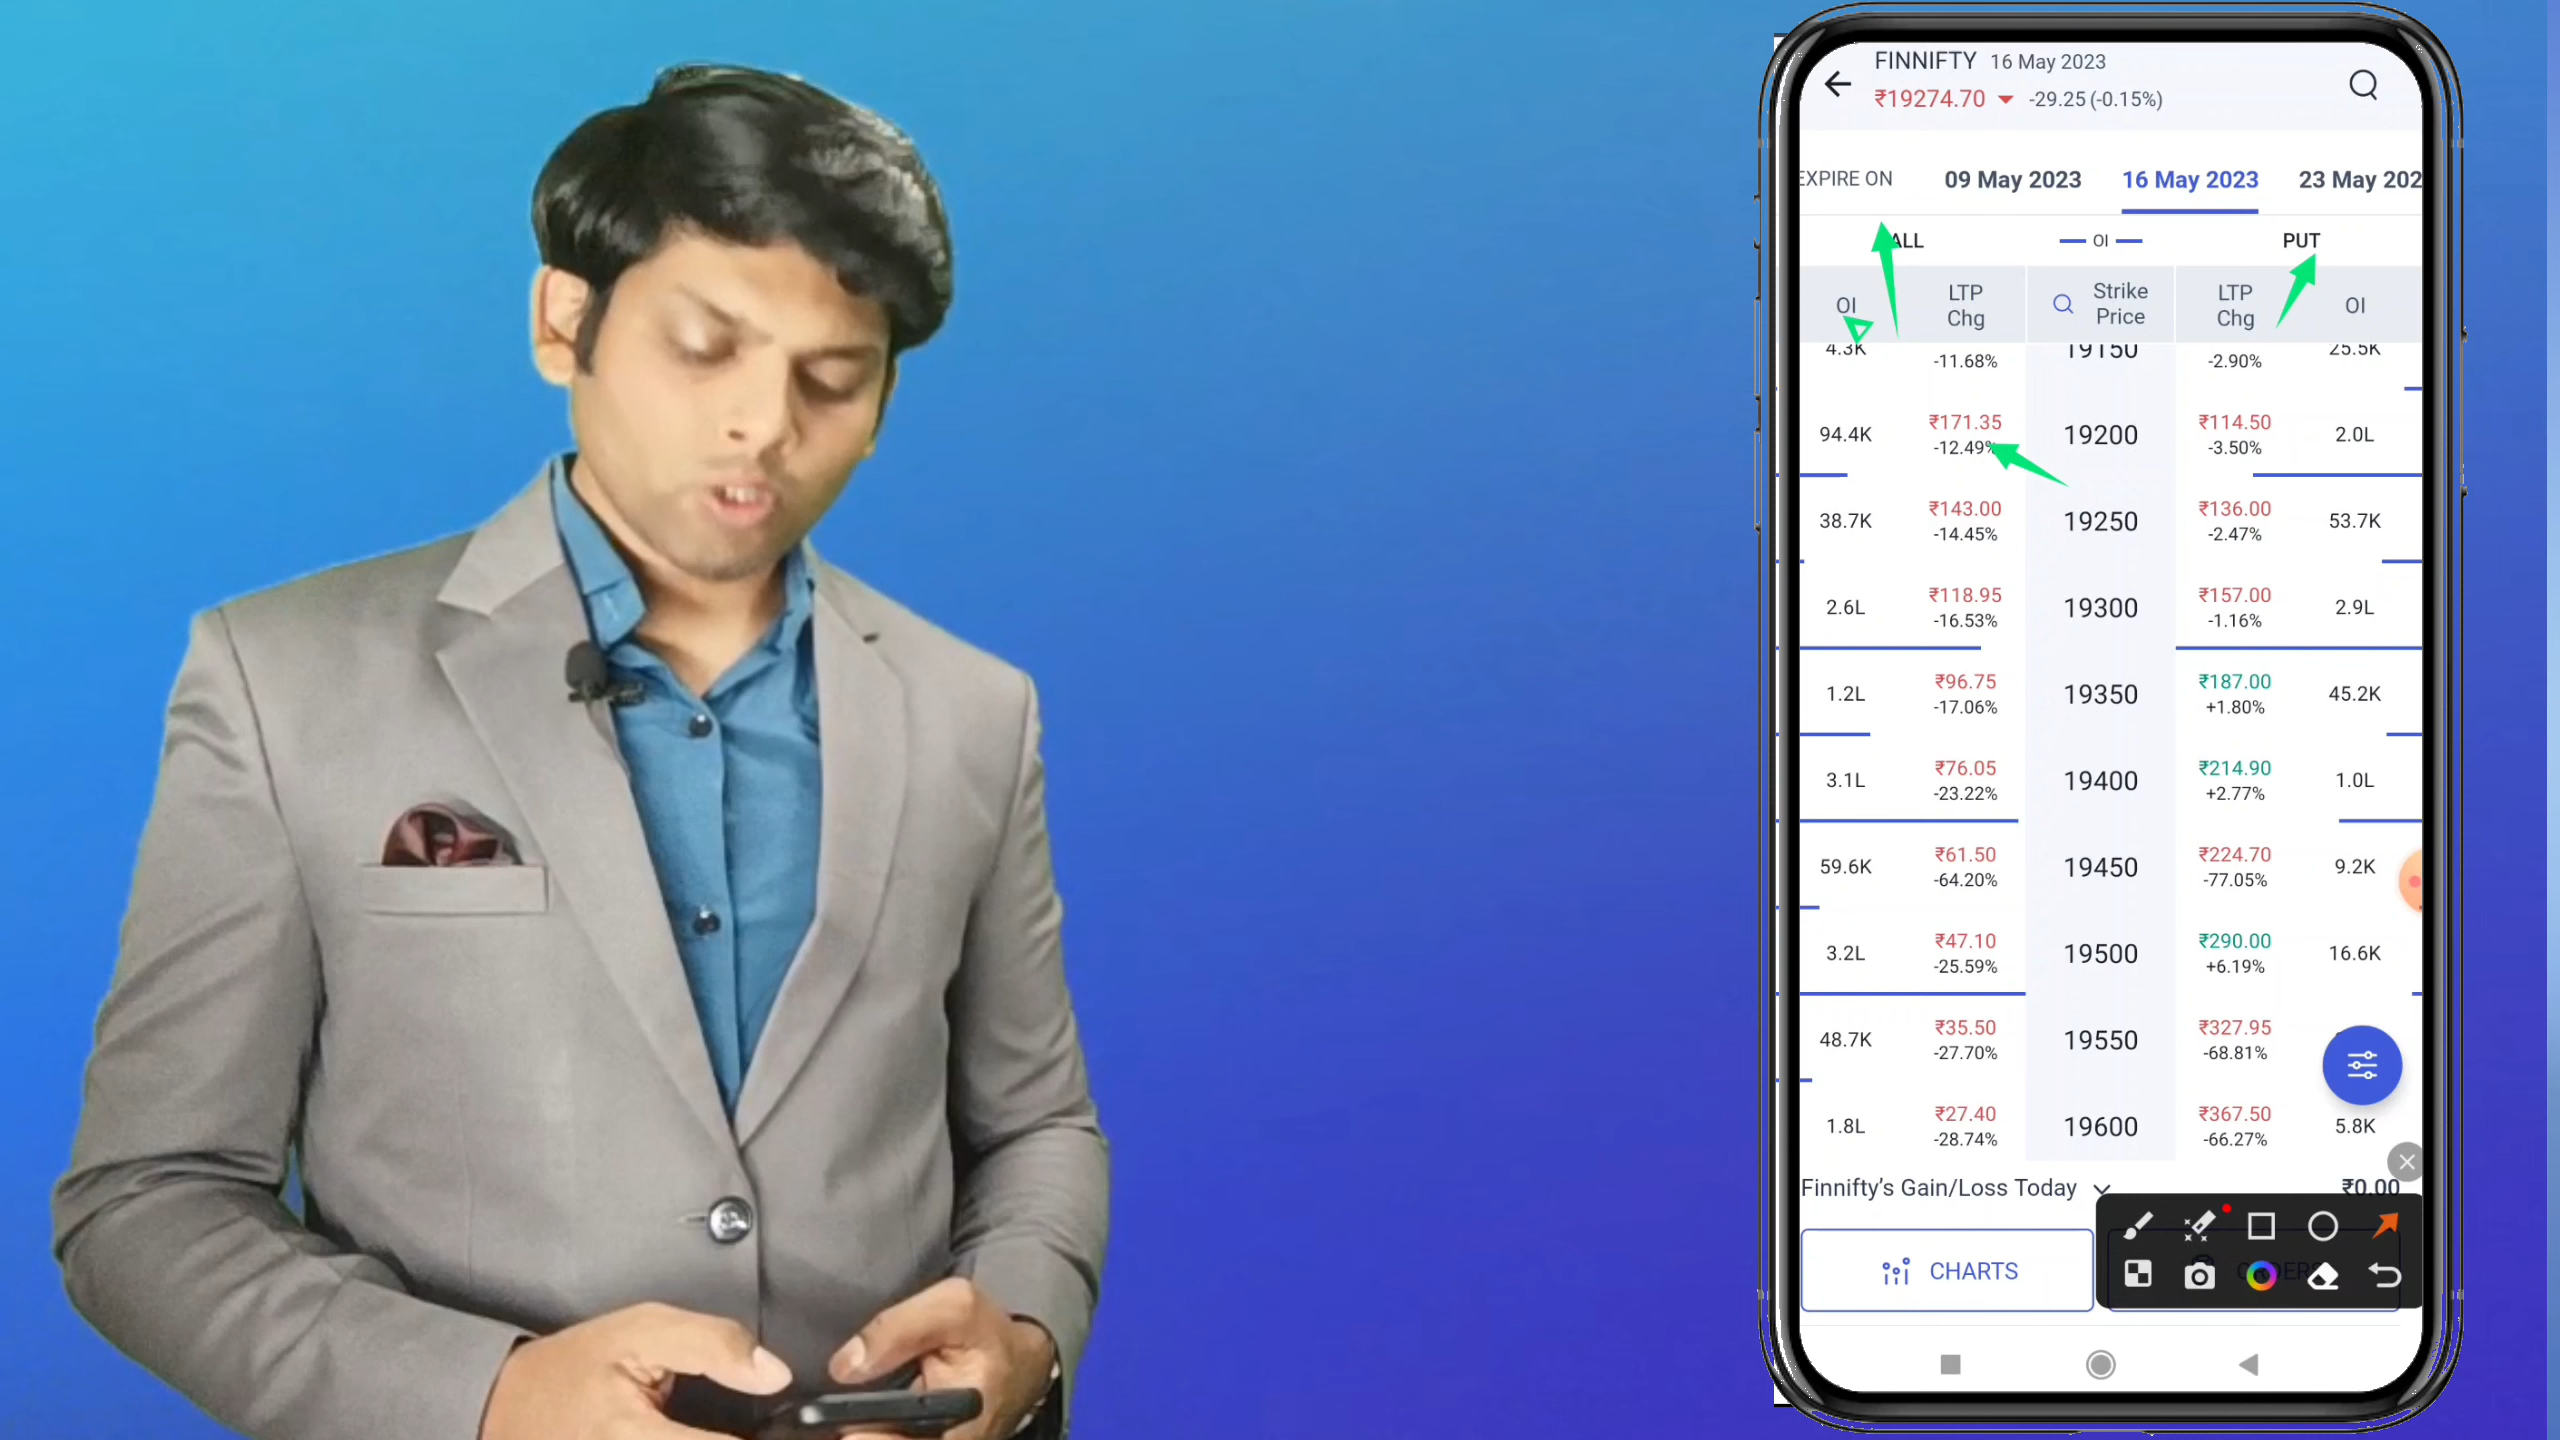 FINNIFTY 16 May 2023
₹19274.70 -29.25 (-0.15%)
EXPIRE ON 09 May 2023 16 May 2023 23 May 202
ALL OI PUT
OI LTP Chg Strike Price LTP Chg OI
4.3K -11.68% 19150 -2.90% 25.5K
94.4K ₹171.35 -12.49% 19200 ₹114.50 -3.50% 2.0L
38.7K ₹143.00 -14.45% 19250 ₹136.00 -2.47% 53.7K
2.6L ₹118.95 -16.53% 19300 ₹157.00 -1.16% 2.9L
1.2L ₹96.75 -17.06% 19350 ₹187.00 +1.80% 45.2K
3.1L ₹76.05 -23.22% 19400 ₹214.90 +2.77% 1.0L
59.6K ₹61.50 -64.20% 19450 ₹224.70 -77.05% 9.2K
3.2L ₹47.10 -25.59% 19500 ₹290.00 +6.19% 16.6K
48.7K ₹35.50 -27.70% 19550 ₹327.95 -68.81%
1.8L ₹27.40 -28.74% 19600 ₹367.50 -66.27% 5.8K
Finnifty's Gain/Loss Today ₹0.00
CHARTS